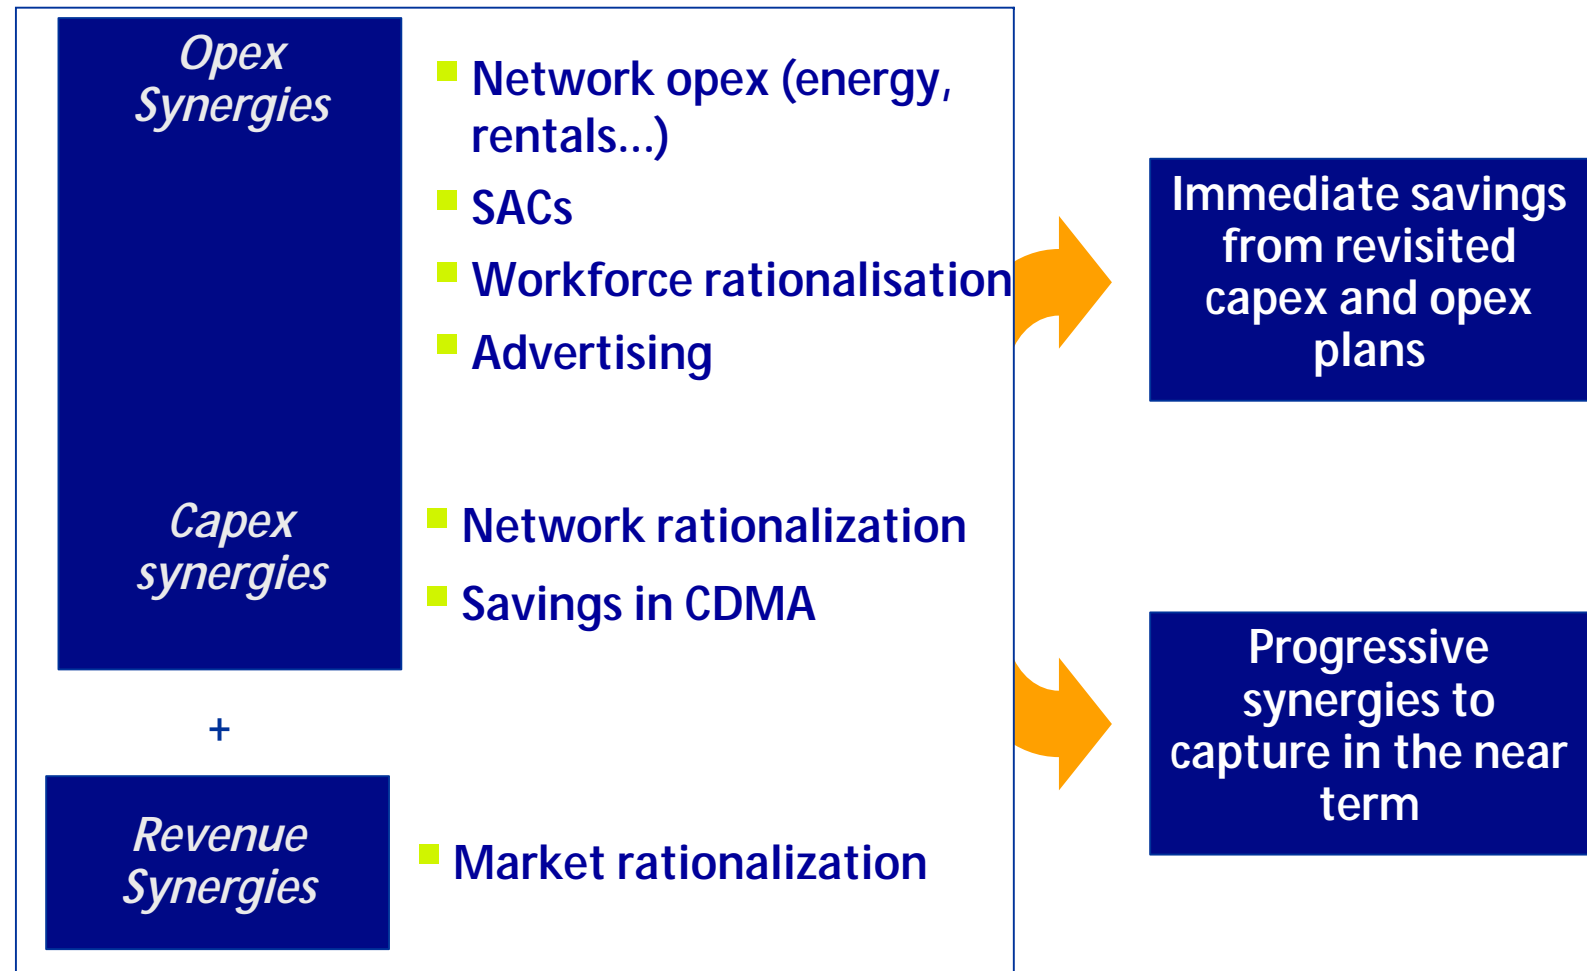 Opex
Synergies
Network opex (energy,
rentals...)
SACs
Workforce rationalisation
Advertising
Capex
synergies
Network rationalization
Savings in CDMA
+
Revenue
Synergies
Market rationalization
Immediate savings
from revisited
capex and opex
plans
Progressive
synergies to
capture in the near
term